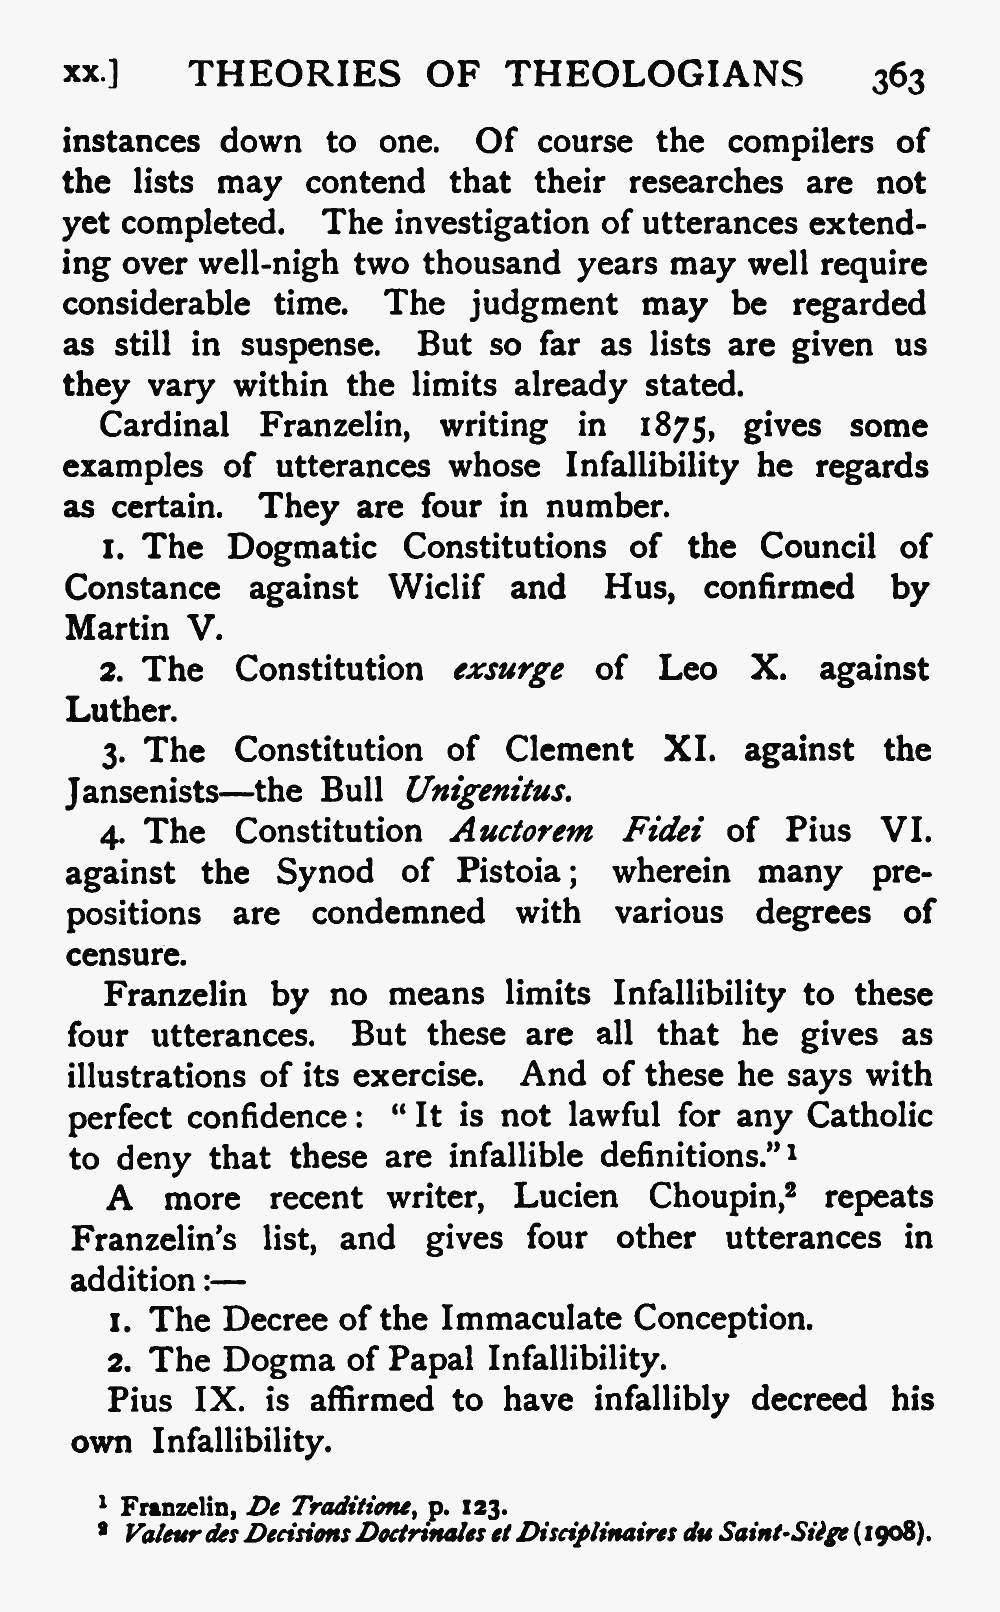 xx.] THEORIES OF THEOLOGIANS 363
instances down to one. Of course the compilers of
the lists may contend that their researches are not
yet completed. The investigation of utterances extend-
ing over well-nigh two thousand years may well require
considerable time. The judgment may be regarded
as still in suspense. But so far as lists are given us
they vary within the limits already stated.
Cardinal Franzelin, writing in 1875, gives some
examples of utterances whose Infallibility he regards
as certain. They are four in number.
1. The Dogmatic Constitutions of the Council of
Constance against Wiclif and Hus, confirmed by
Martin V.
2. The Constitution exsurge of Leo X. against
Luther.
3. The Constitution of Clement XI. against the
Jansenists—the Bull Unigenitus.
4. The Constitution Auctorem Fidei of Pius VI.
against the Synod of Pistoia; wherein many pre-
positions are condemned with various degrees of
censure.
Franzelin by no means limits Infallibility to these
four utterances. But these are all that he gives as
illustrations of its exercise. And of these he says with
perfect confidence: "It is not lawful for any Catholic
to deny that these are infallible definitions." ¹
A more recent writer, Lucien Choupin,² repeats
Franzelin's list, and gives four other utterances in
addition:—
1. The Decree of the Immaculate Conception.
2. The Dogma of Papal Infallibility.
Pius IX. is affirmed to have infallibly decreed his
own Infallibility.
¹ Franzelin, De Traditione, p. 123.
² Valeur des Decisions Doctrinales et Disciplinaires du Saint-Siège (1908).